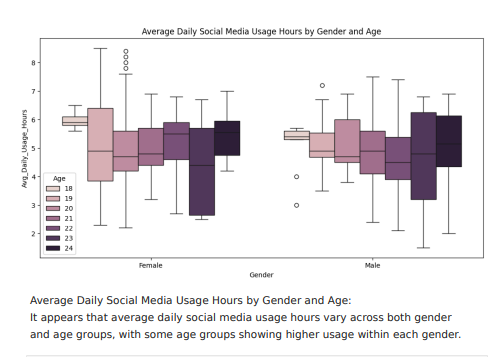 Average Daily Social Media Usage Hours by Gender and Age
8
7
6
5
4
3
2
Avg_Daily_Usage_Hours
Age
18
19
20
21
22
23
24
Female
Male
Gender
Average Daily Social Media Usage Hours by Gender and Age:
It appears that average daily social media usage hours vary across both gender
and age groups, with some age groups showing higher usage within each gender.